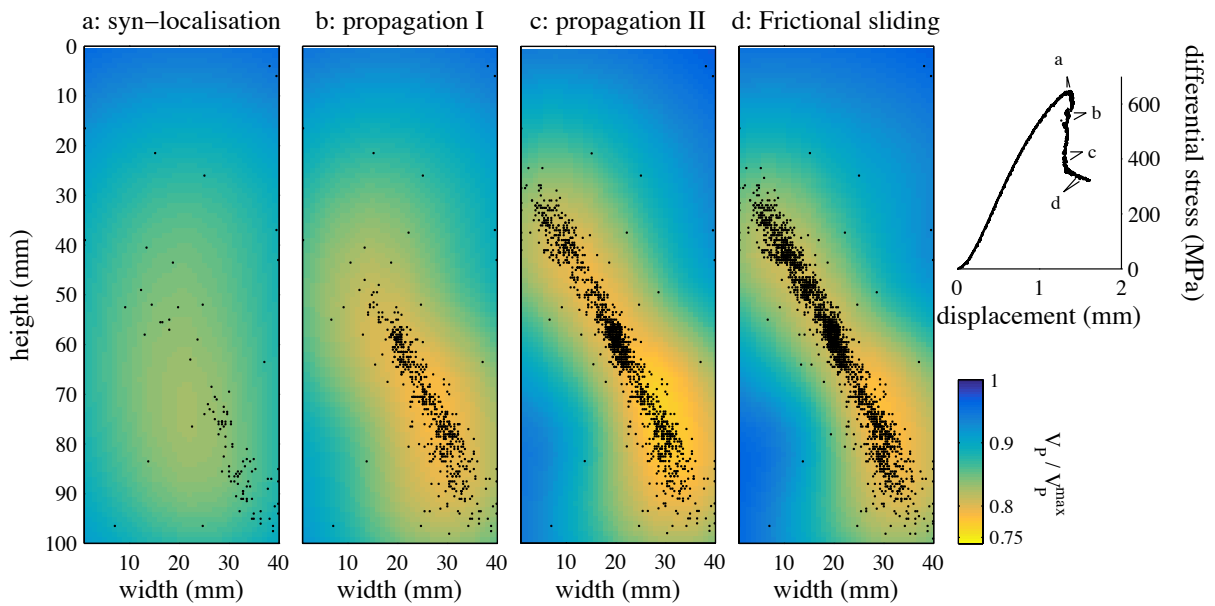 a: syn−localisation
b: propagation I
c: propagation II
d: Frictional sliding
0
10
20
30
40
50
60
70
80
90
100
height (mm)
10 20 30 40
width (mm)
10 20 30 40
width (mm)
10 20 30 40
width (mm)
10 20 30 40
width (mm)
a
b
c
d
600
400
200
0
differential stress (MPa)
0 1 2
displacement (mm)
1
0.9
0.8
0.75
V_P / V_P^max